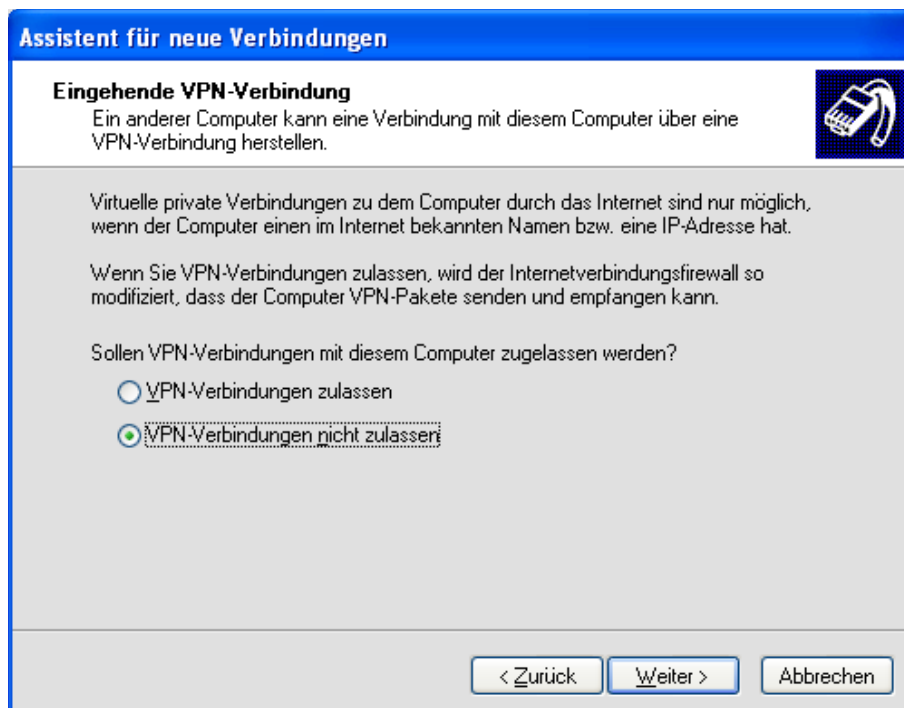 Assistent für neue Verbindungen
Eingehende VPN-Verbindung
Ein anderer Computer kann eine Verbindung mit diesem Computer über eine
VPN-Verbindung herstellen.
Virtuelle private Verbindungen zu dem Computer durch das Internet sind nur möglich,
wenn der Computer einen im Internet bekannten Namen bzw. eine IP-Adresse hat.
Wenn Sie VPN-Verbindungen zulassen, wird der Internetverbindungsfirewall so
modifiziert, dass der Computer VPN-Pakete senden und empfangen kann.
Sollen VPN-Verbindungen mit diesem Computer zugelassen werden?
VPN-Verbindungen zulassen
VPN-Verbindungen nicht zulassen
< Zurück Weiter > Abbrechen